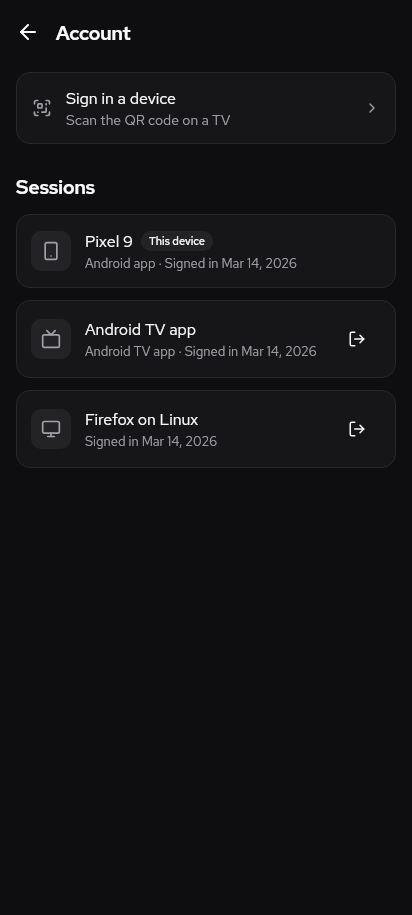 Account
Sign in a device
Scan the QR code on a TV
Sessions
Pixel 9 This device
Android app · Signed in Mar 14, 2026
Android TV app
Android TV app · Signed in Mar 14, 2026
Firefox on Linux
Signed in Mar 14, 2026